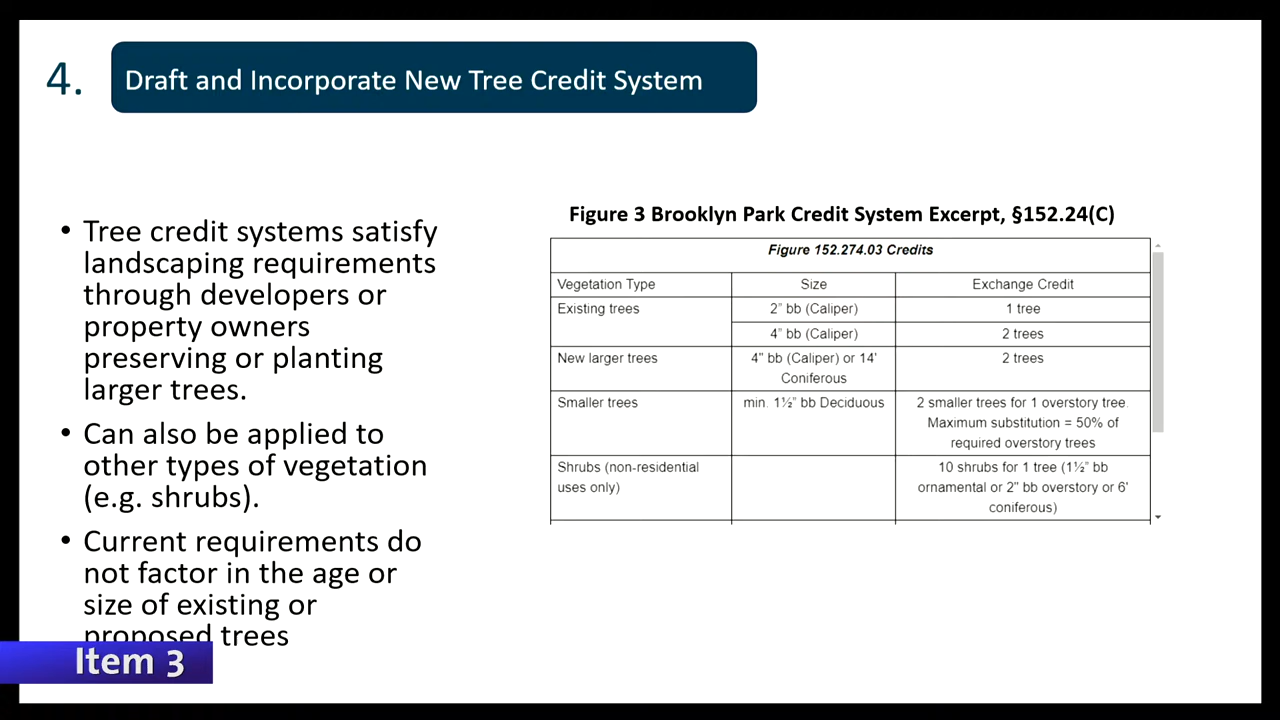 4.
Draft and Incorporate New Tree Credit System
• Tree credit systems satisfy
landscaping requirements
through developers or
property owners
preserving or planting
larger trees.
• Can also be applied to
other types of vegetation
(e.g. shrubs).
• Current requirements do
not factor in the age or
size of existing or
proposed trees
Figure 3 Brooklyn Park Credit System Excerpt, §152.24(C)
Figure 152.274.03 Credits
Vegetation Type Size Exchange Credit
Existing trees 2” bb (Caliper) 1 tree
4” bb (Caliper) 2 trees
New larger trees 4" bb (Caliper) or 14' 2 trees
Coniferous
Smaller trees min. 1½” bb Deciduous 2 smaller trees for 1 overstory tree.
Maximum substitution = 50% of
required overstory trees
Shrubs (non-residential 10 shrubs for 1 tree (1½” bb
uses only) ornamental or 2" bb overstory or 6'
coniferous)
Item 3